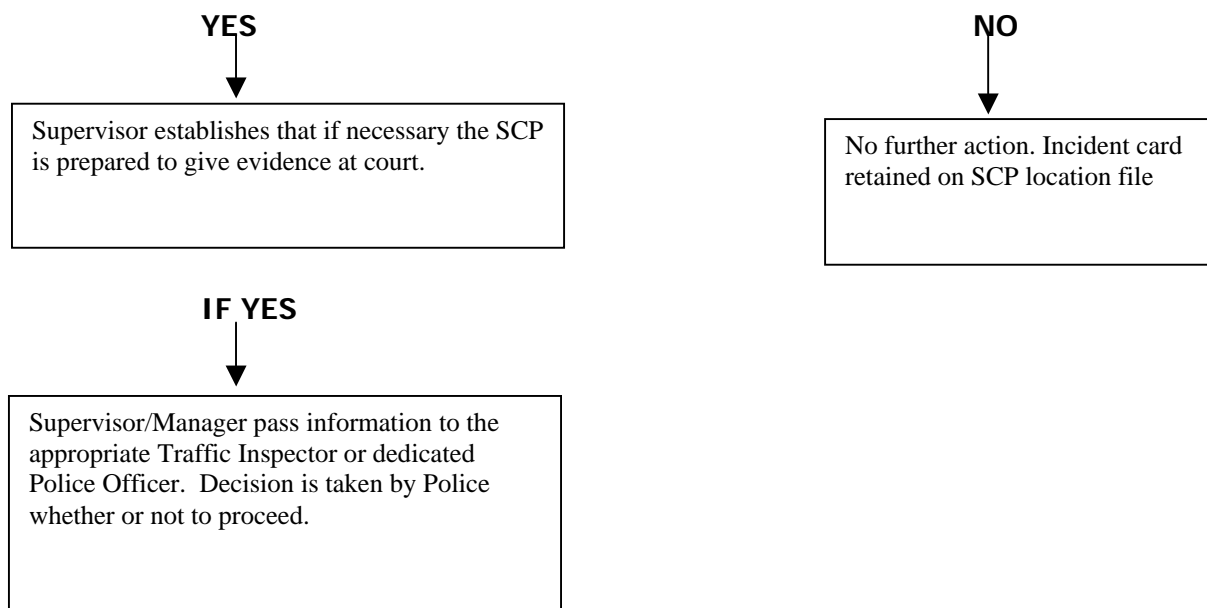 YES
NO
Supervisor establishes that if necessary the SCP
is prepared to give evidence at court.
No further action. Incident card
retained on SCP location file
IF YES
Supervisor/Manager pass information to the
appropriate Traffic Inspector or dedicated
Police Officer.  Decision is taken by Police
whether or not to proceed.